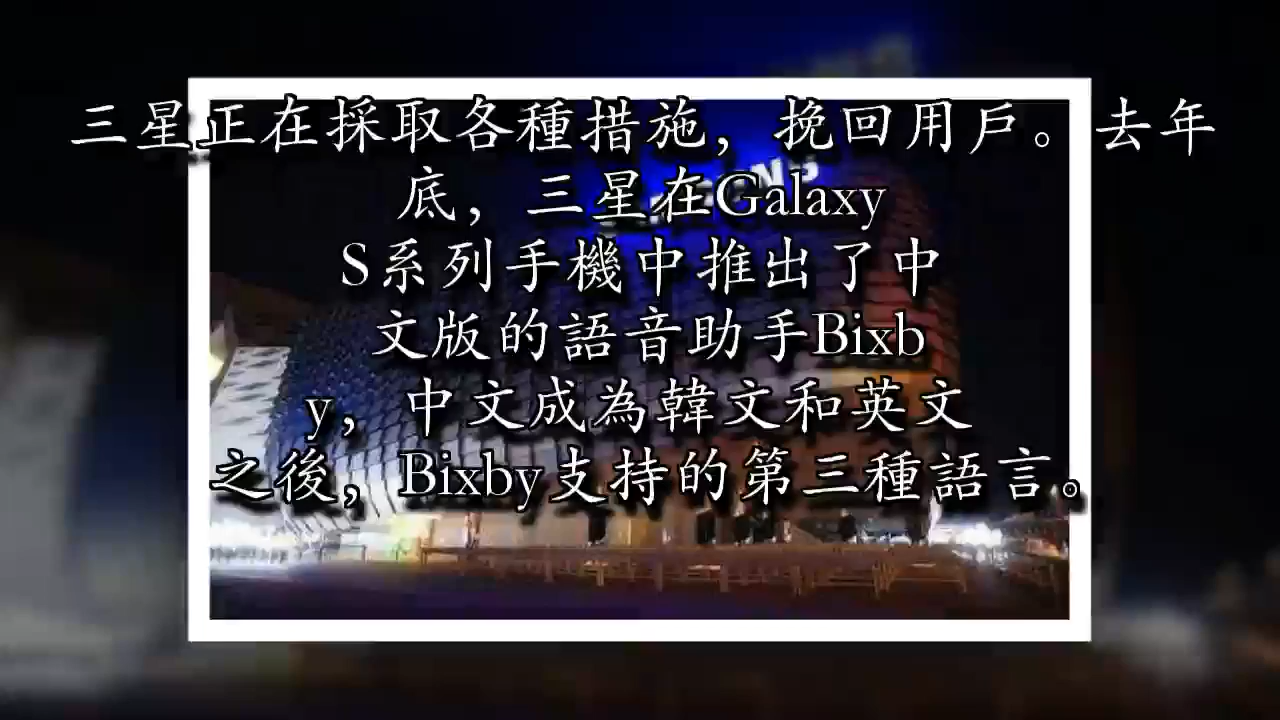 三星正在採取各種措施，挽回用戶。去年
底，三星在Galaxy
S系列手機中推出了中
文版的語音助手Bixb
y，中文成為韓文和英文
之後，Bixby支持的第三種語言。